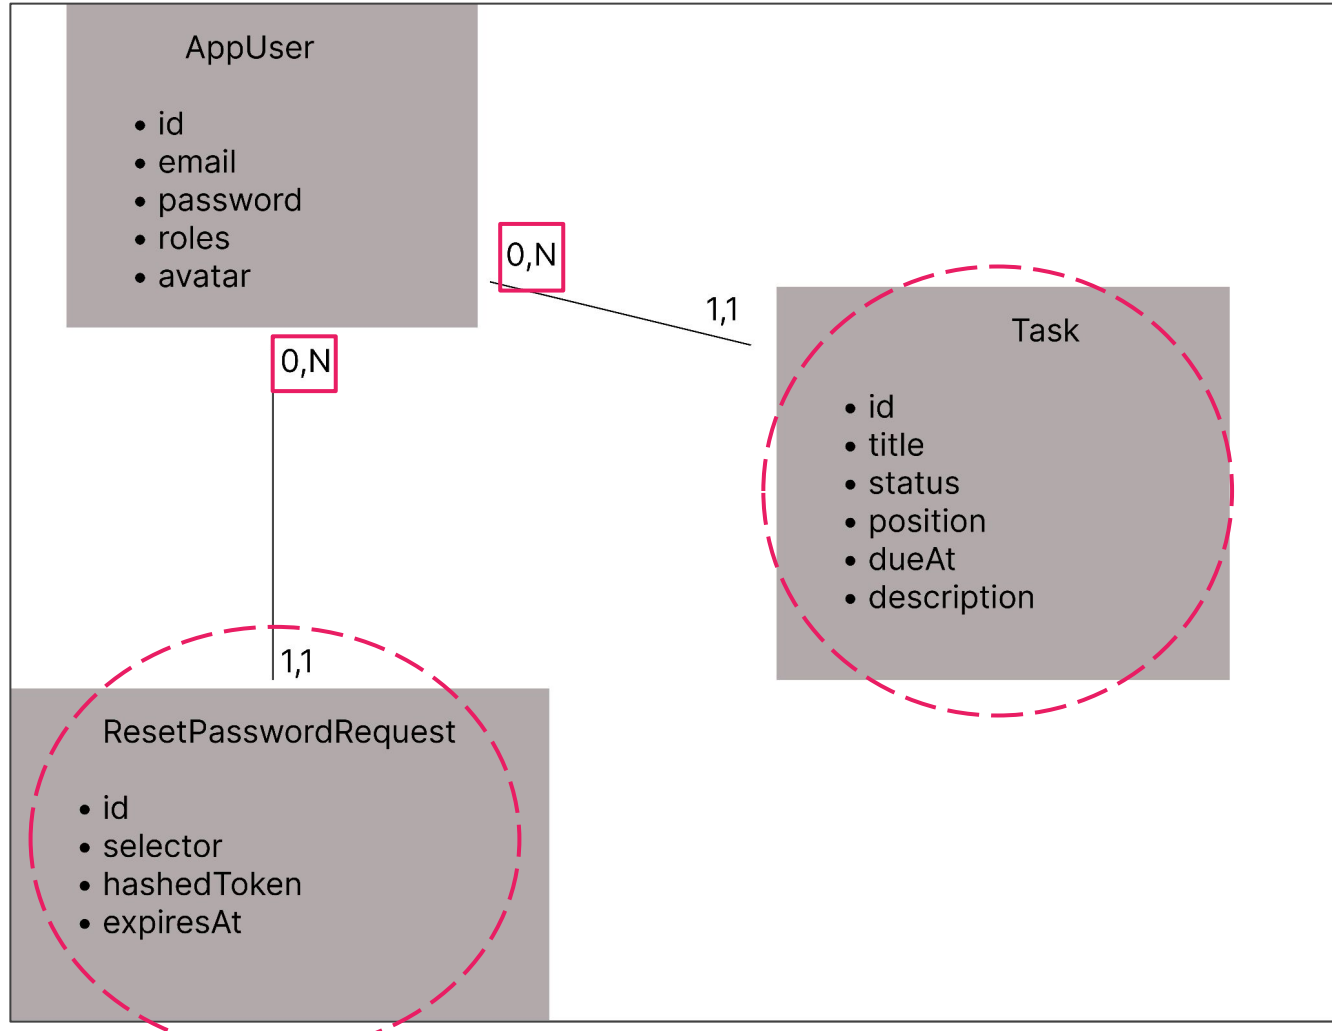 AppUser
• id
• email
• password
• roles
• avatar
0,N
1,1
0,N
Task
• id
• title
• status
• position
• dueAt
• description
1,1
ResetPasswordRequest
• id
• selector
• hashedToken
• expiresAt